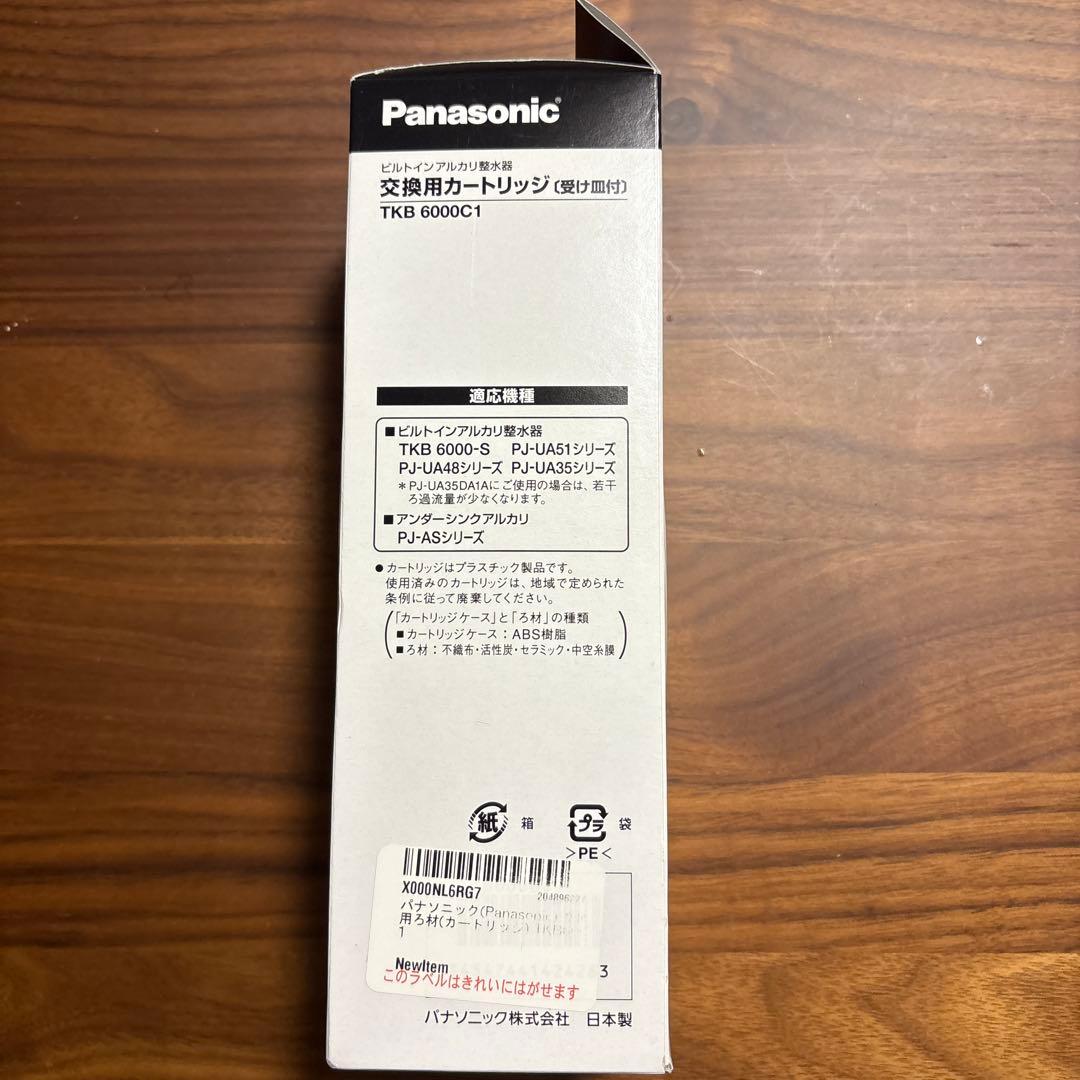 Panasonic®
ビルトインアルカリ整水器
交換用カートリッジ〔受け皿付〕
TKB 6000C1
適応機種
■ビルトインアルカリ整水器
TKB 6000-S PJ-UA51シリーズ
PJ-UA48シリーズ PJ-UA35シリーズ
＊PJ-UA35DA1Aにご使用の場合は、若干
ろ過流量が少なくなります。
■アンダーシンクアルカリ
PJ-ASシリーズ
●カートリッジはプラスチック製品です。
使用済みのカートリッジは、地域で定められた
条例に従って廃棄してください。
「カートリッジケース」と「ろ材」の種類
■カートリッジケース：ABS樹脂
■ろ材：不織布・活性炭・セラミック・中空糸膜
紙 箱 プラ 袋
>PE<
X000NL6RG7
パナソニック(Panasonic)
用ろ材(カートリッジ)
1
NewItem
3
このラベルはきれいにはがせます
パナソニック株式会社 日本製